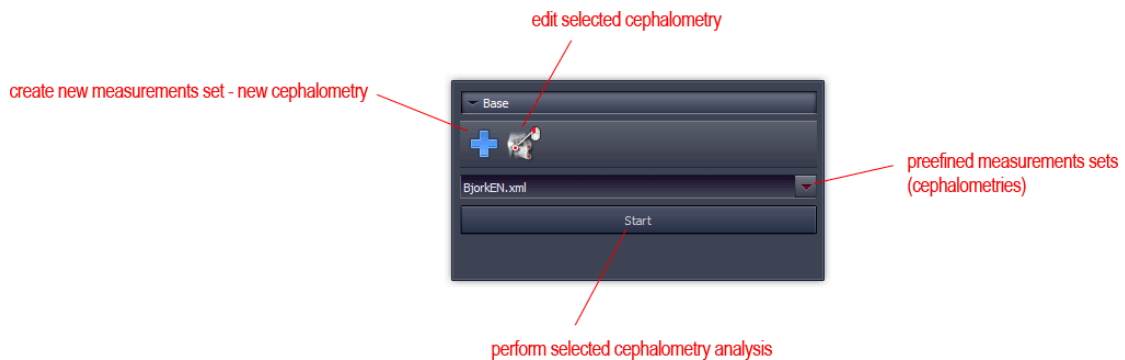 edit selected cephalometry
create new measurements set - new cephalometry
Base
preefined measurements sets
(cephalometries)
BjorkEN.xml
Start
perform selected cephalometry analysis